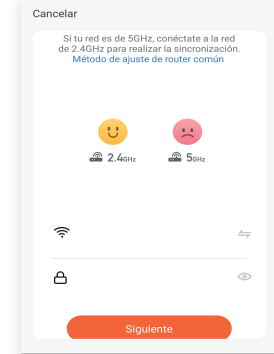 Cancelar
Si tu red es de 5GHz, conéctate a la red
de 2.4GHz para realizar la sincronización.
Método de ajuste de router común
2.4GHz 5GHz
Siguiente